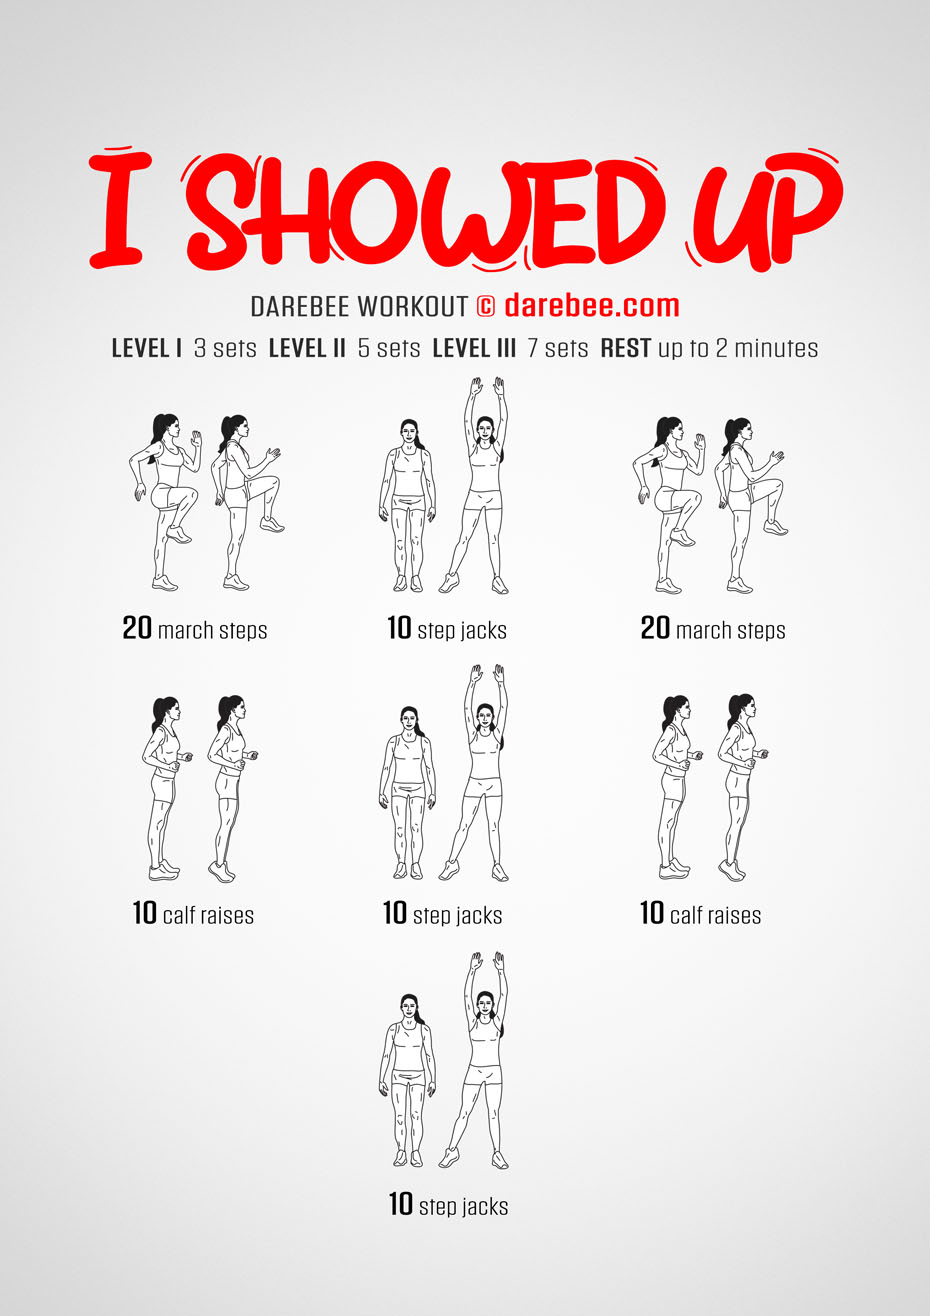 I SHOWED UP
DAREBEE WORKOUT © darebee.com
LEVEL I 3 sets LEVEL II 5 sets LEVEL III 7 sets REST up to 2 minutes
20 march steps
10 step jacks
20 march steps
10 calf raises
10 step jacks
10 calf raises
10 step jacks